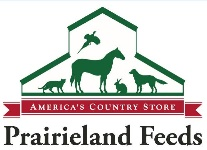 AMERICA'S COUNTRY STORE
Prairieland Feeds